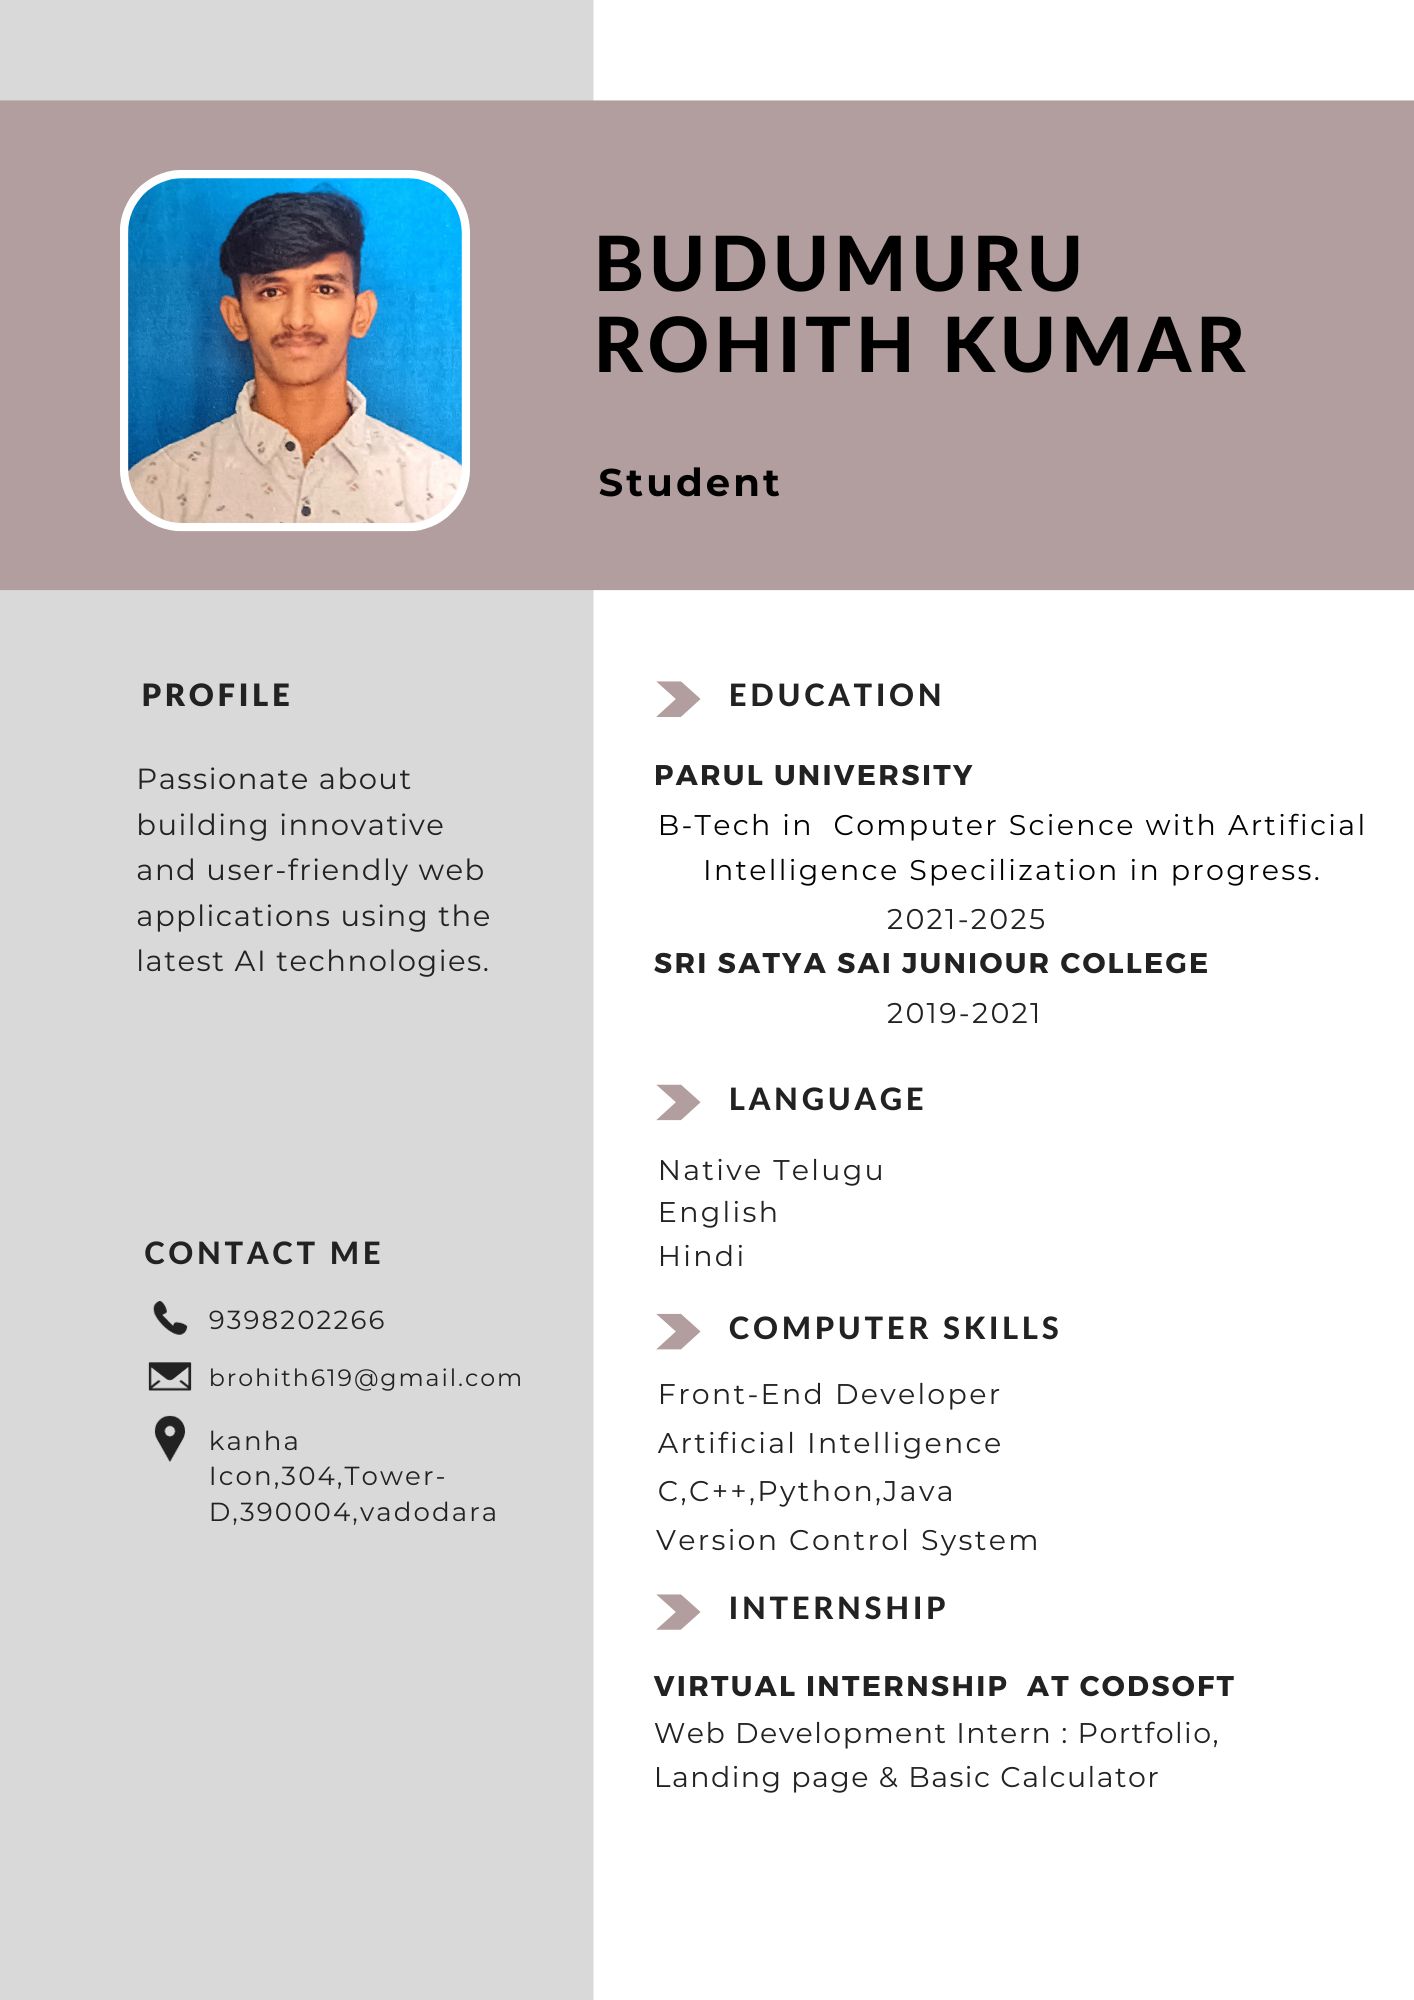 BUDUMURU
ROHITH KUMAR
Student
PROFILE
Passionate about
building innovative
and user-friendly web
applications using the
latest AI technologies.
CONTACT ME
9398202266
brohith619@gmail.com
kanha
Icon,304,Tower-
D,390004,vadodara
EDUCATION
PARUL UNIVERSITY
B-Tech in  Computer Science with Artificial
Intelligence Specilization in progress.
2021-2025
SRI SATYA SAI JUNIOUR COLLEGE
2019-2021
LANGUAGE
Native Telugu
English
Hindi
COMPUTER SKILLS
Front-End Developer
Artificial Intelligence
C,C++,Python,Java
Version Control System
INTERNSHIP
VIRTUAL INTERNSHIP  AT CODSOFT
Web Development Intern : Portfolio,
Landing page & Basic Calculator